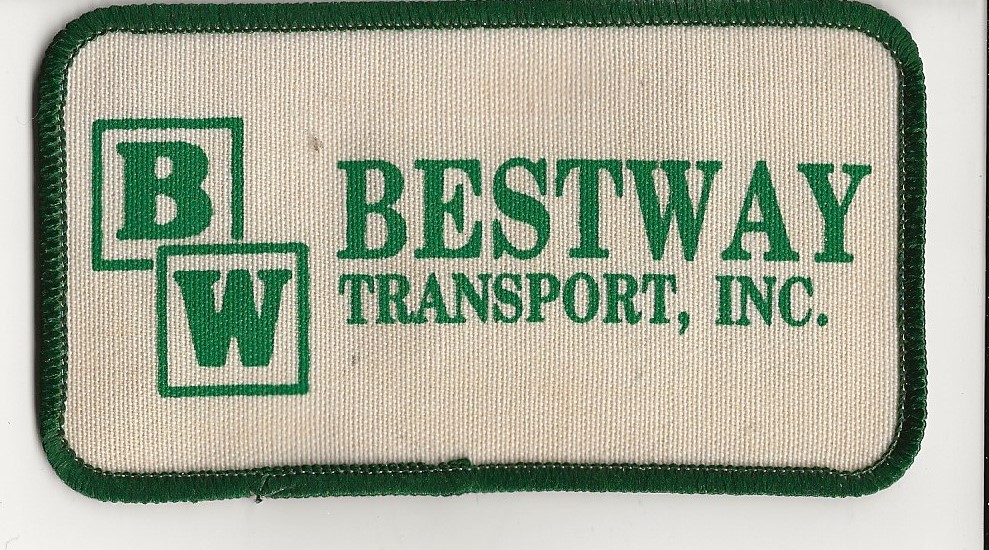 B
W
BESTWAY
TRANSPORT, INC.